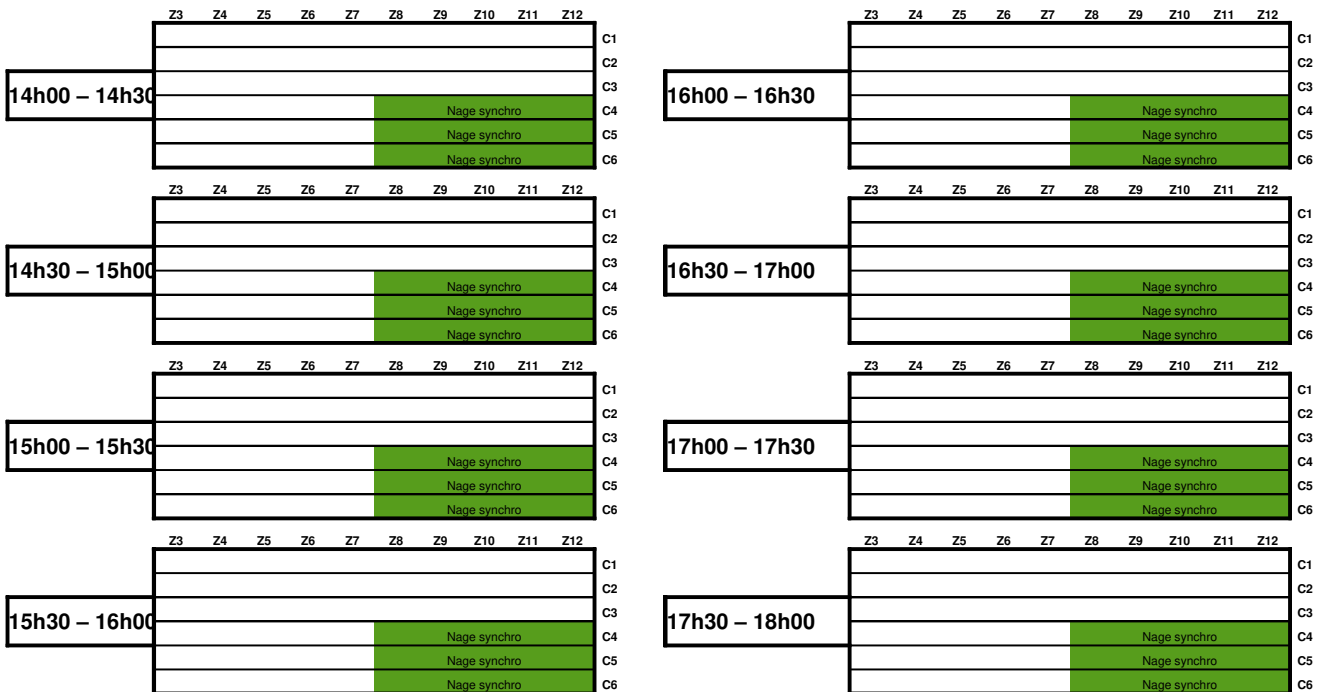 Z3 Z4 Z5 Z6 Z7 Z8 Z9 Z10 Z11 Z12
C1
C2
14h00 – 14h30
C3
Nage synchro C4
Nage synchro C5
Nage synchro C6
Z3 Z4 Z5 Z6 Z7 Z8 Z9 Z10 Z11 Z12
C1
C2
14h30 – 15h00
C3
Nage synchro C4
Nage synchro C5
Nage synchro C6
Z3 Z4 Z5 Z6 Z7 Z8 Z9 Z10 Z11 Z12
C1
C2
15h00 – 15h30
C3
Nage synchro C4
Nage synchro C5
Nage synchro C6
Z3 Z4 Z5 Z6 Z7 Z8 Z9 Z10 Z11 Z12
C1
C2
15h30 – 16h00
C3
Nage synchro C4
Nage synchro C5
Nage synchro C6
Z3 Z4 Z5 Z6 Z7 Z8 Z9 Z10 Z11 Z12
C1
C2
16h00 – 16h30
C3
Nage synchro C4
Nage synchro C5
Nage synchro C6
Z3 Z4 Z5 Z6 Z7 Z8 Z9 Z10 Z11 Z12
C1
C2
16h30 – 17h00
C3
Nage synchro C4
Nage synchro C5
Nage synchro C6
Z3 Z4 Z5 Z6 Z7 Z8 Z9 Z10 Z11 Z12
C1
C2
17h00 – 17h30
C3
Nage synchro C4
Nage synchro C5
Nage synchro C6
Z3 Z4 Z5 Z6 Z7 Z8 Z9 Z10 Z11 Z12
C1
C2
17h30 – 18h00
C3
Nage synchro C4
Nage synchro C5
Nage synchro C6